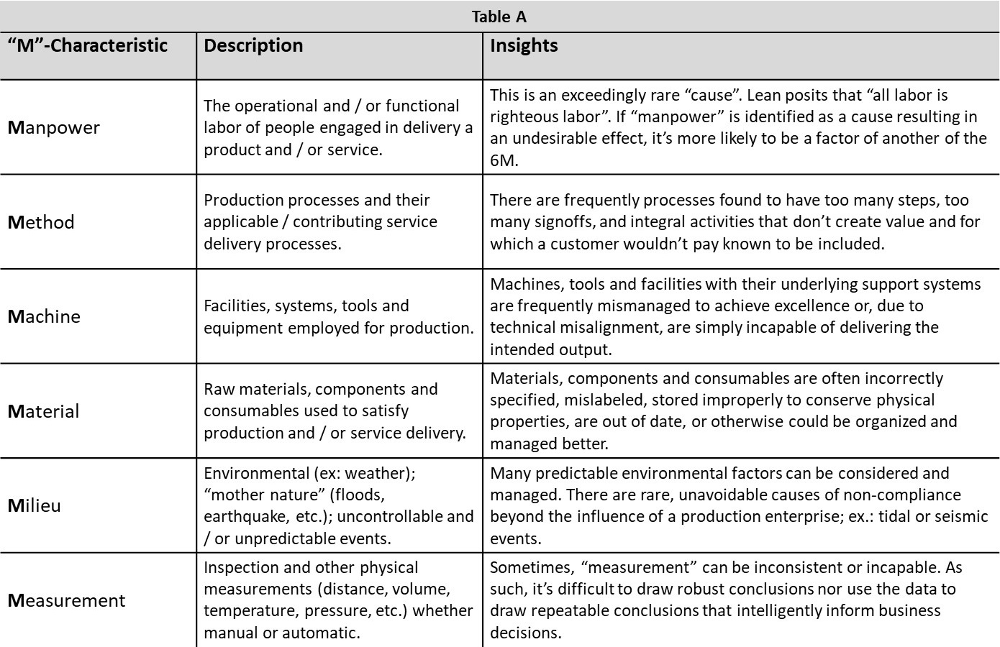 Table A
“M”-Characteristic
Description
Insights
Manpower
The operational and / or functional
labor of people engaged in delivery a
product and / or service.
This is an exceedingly rare “cause”. Lean posits that “all labor is
righteous labor”. If “manpower” is identified as a cause resulting in
an undesirable effect, it’s more likely to be a factor of another of the
6M.
Method
Production processes and their
applicable / contributing service
delivery processes.
There are frequently processes found to have too many steps, too
many signoffs, and integral activities that don’t create value and for
which a customer wouldn’t pay known to be included.
Machine
Facilities, systems, tools and
equipment employed for production.
Machines, tools and facilities with their underlying support systems
are frequently mismanaged to achieve excellence or, due to
technical misalignment, are simply incapable of delivering the
intended output.
Material
Raw materials, components and
consumables used to satisfy
production and / or service delivery.
Materials, components and consumables are often incorrectly
specified, mislabeled, stored improperly to conserve physical
properties, are out of date, or otherwise could be organized and
managed better.
Milieu
Environmental (ex: weather);
“mother nature” (floods,
earthquake, etc.); uncontrollable and
/ or unpredictable events.
Many predictable environmental factors can be considered and
managed. There are rare, unavoidable causes of non-compliance
beyond the influence of a production enterprise; ex.: tidal or seismic
events.
Measurement
Inspection and other physical
measurements (distance, volume,
temperature, pressure, etc.) whether
manual or automatic.
Sometimes, “measurement” can be inconsistent or incapable. As
such, it’s difficult to draw robust conclusions nor use the data to
draw repeatable conclusions that intelligently inform business
decisions.